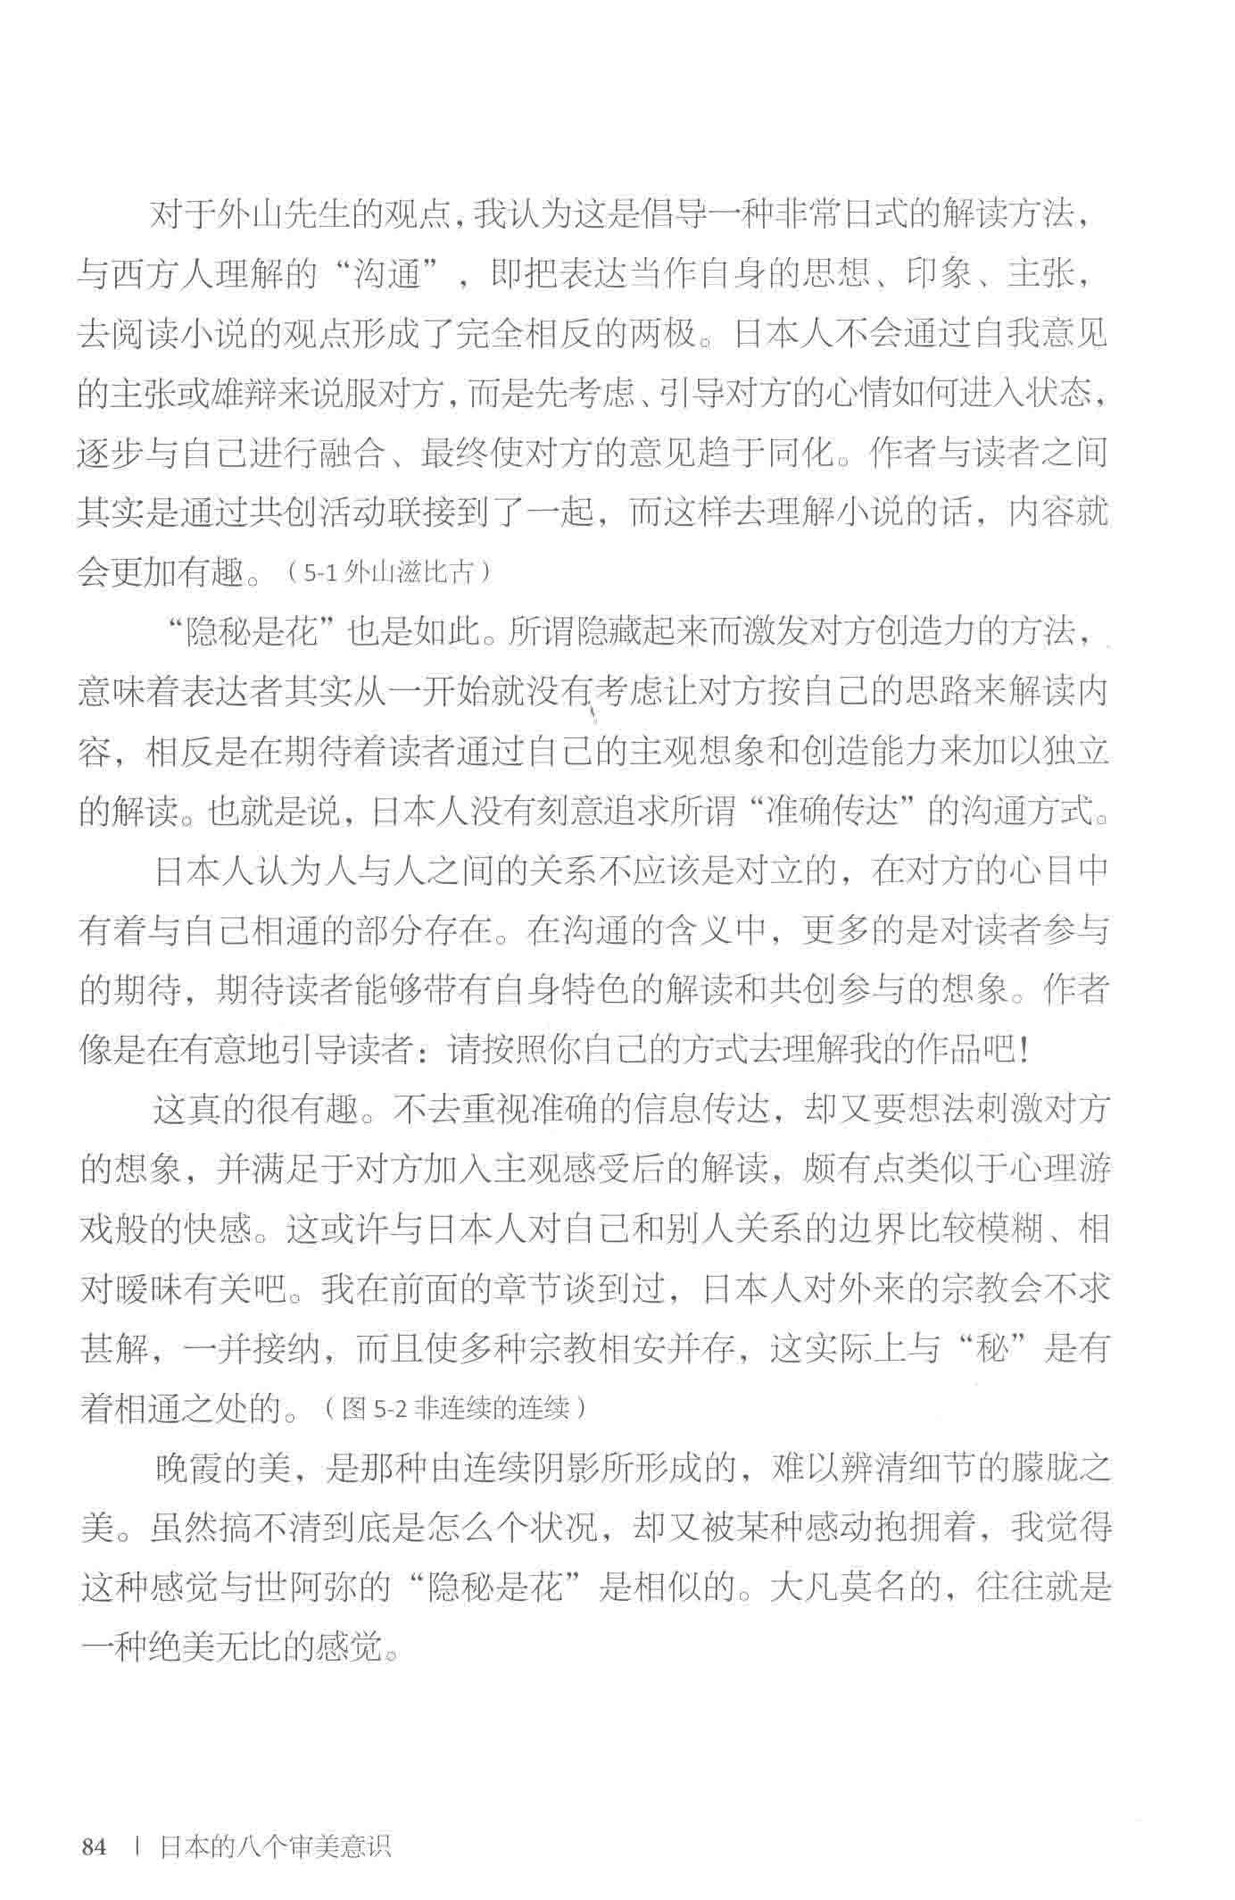 对于外山先生的观点，我认为这是倡导一种非常日式的解读方法，
与西方人理解的“沟通”，即把表达当作自身的思想、印象、主张，
去阅读小说的观点形成了完全相反的两极。日本人不会通过自我意见
的主张或雄辩来说服对方，而是先考虑、引导对方的心情如何进入状态，
逐步与自己进行融合、最终使对方的意见趋于同化。作者与读者之间
其实是通过共创活动联接到了一起，而这样去理解小说的话，内容就
会更加有趣。（5-1 外山滋比古）
“隐秘是花”也是如此。所谓隐藏起来而激发对方创造力的方法，
意味着表达者其实从一开始就没有考虑让对方按自己的思路来解读内
容，相反是在期待着读者通过自己的主观想象和创造能力来加以独立
的解读。也就是说，日本人没有刻意追求所谓“准确传达”的沟通方式。
日本人认为人与人之间的关系不应该是对立的，在对方的心目中
有着与自己相通的部分存在。在沟通的含义中，更多的是对读者参与
的期待，期待读者能够带有自身特色的解读和共创参与的想象。作者
像是在有意地引导读者：请按照你自己的方式去理解我的作品吧！
这真的很有趣。不去重视准确的信息传达，却又要想法刺激对方
的想象，并满足于对方加入主观感受后的解读，颇有点类似于心理游
戏般的快感。这或许与日本人对自己和别人关系的边界比较模糊、相
对暧昧有关吧。我在前面的章节谈到过，日本人对外来的宗教会不求
甚解，一并接纳，而且使多种宗教相安并存，这实际上与“秘”是有
着相通之处的。（图 5-2 非连续的连续）
晚霞的美，是那种由连续阴影所形成的，难以辨清细节的朦胧之
美。虽然搞不清到底是怎么个状况，却又被某种感动抱拥着，我觉得
这种感觉与世阿弥的“隐秘是花”是相似的。大凡莫名的，往往就是
一种绝美无比的感觉。
84 | 日本的八个审美意识